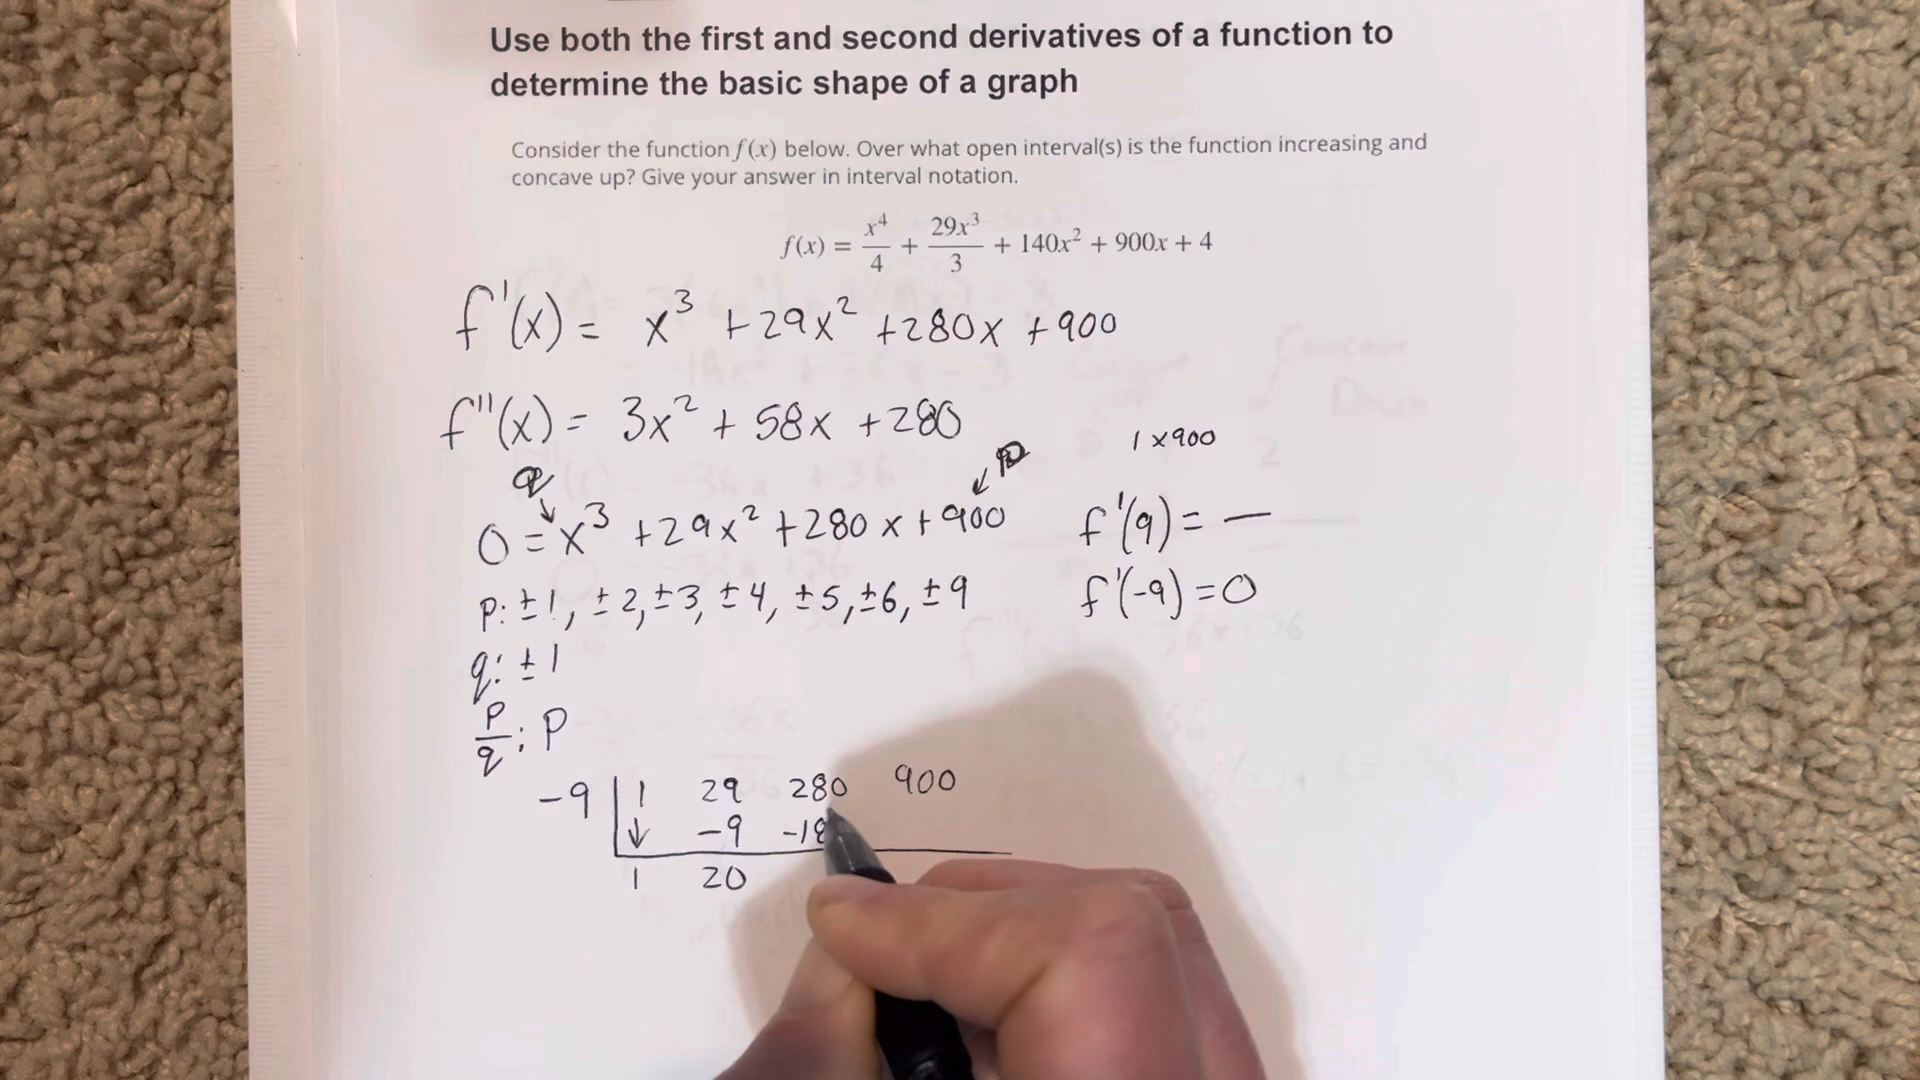 Use both the first and second derivatives of a function to
determine the basic shape of a graph
Consider the function f(x) below. Over what open interval(s) is the function increasing and
concave up? Give your answer in interval notation.
f(x) = x⁴/4 + 29x³/3 + 140x² + 900x + 4
f'(x) = x³ + 29x² + 280x + 900
f''(x) = 3x² + 58x + 280
1 x 900
q
p
0 = x³ + 29x² + 280x + 900
f'(9) = —
p: ±1, ±2, ±3, ±4, ±5, ±6, ±9
f'(-9) = 0
q: ±1
p/q : p
-9 | 1 29 280 900
↓ -9 -18
1 20